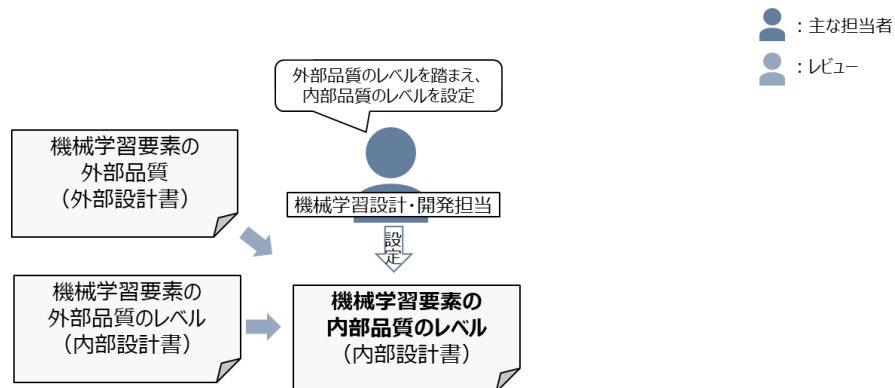 ：主な担当者
：レビュー
外部品質のレベルを踏まえ、
内部品質のレベルを設定
機械学習要素の
外部品質
（外部設計書）
機械学習設計・開発担当
設定
機械学習要素の
外部品質のレベル
（内部設計書）
機械学習要素の
内部品質のレベル
（内部設計書）